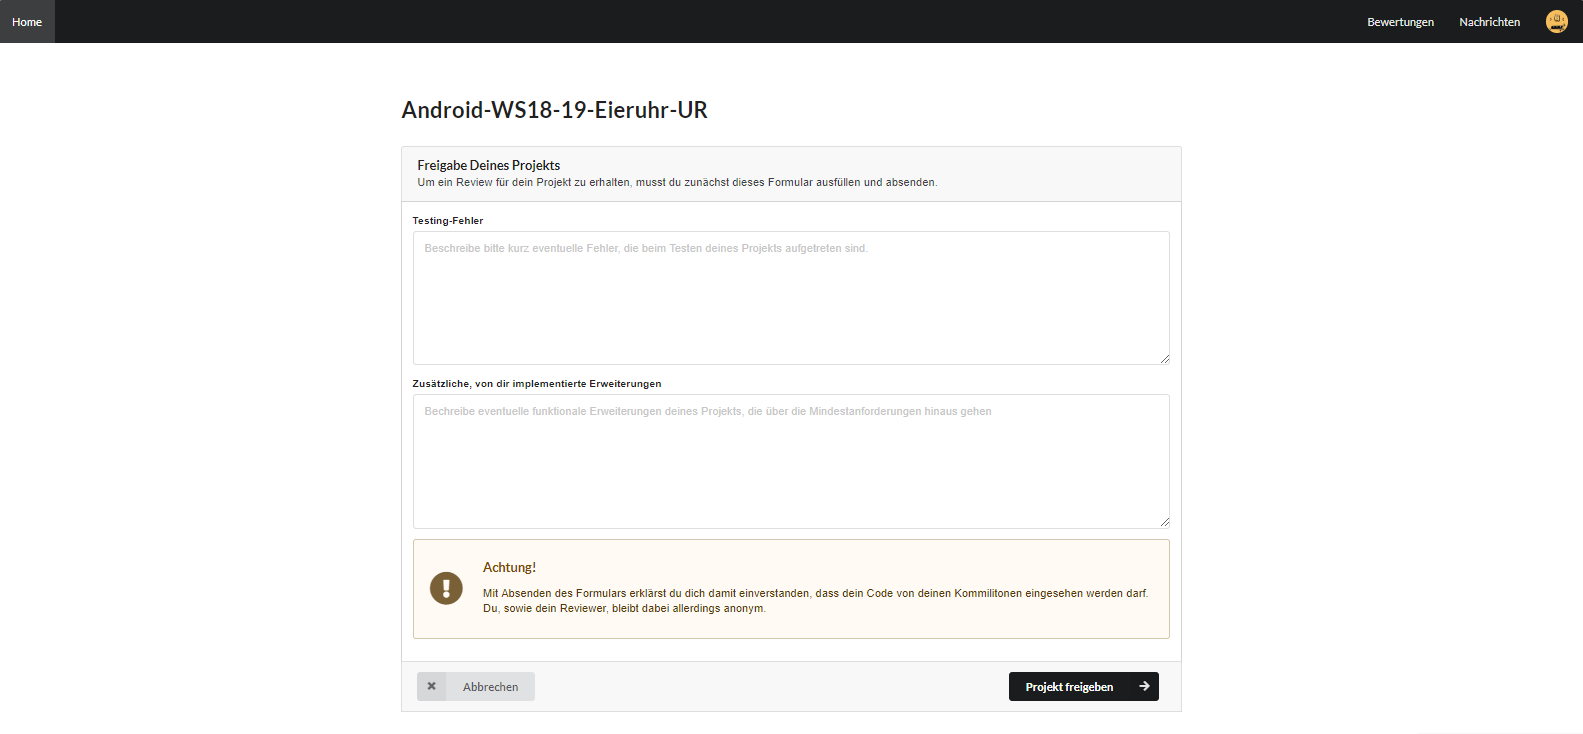 Home
Bewertungen
Nachrichten
Android-WS18-19-Eieruhr-UR
Freigabe Deines Projekts
Um ein Review für dein Projekt zu erhalten, musst du zunächst dieses Formular ausfüllen und absenden.
Testing-Fehler
Beschreibe bitte kurz eventuelle Fehler, die beim Testen deines Projekts aufgetreten sind.
Zusätzliche, von dir implementierte Erweiterungen
Bechreibe eventuelle funktionale Erweiterungen deines Projekts, die über die Mindestanforderungen hinaus gehen
Achtung!
Mit Absenden des Formulars erklärst du dich damit einverstanden, dass dein Code von deinen Kommilitonen eingesehen werden darf.
Du, sowie dein Reviewer, bleibt dabei allerdings anonym.
Abbrechen
Projekt freigeben